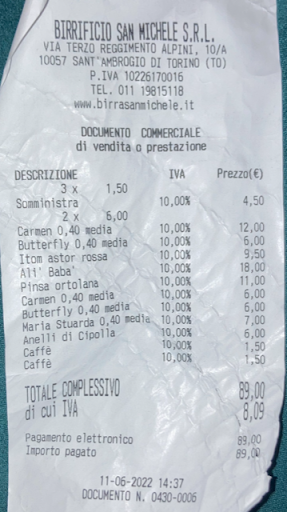 BIRRIFICIO SAN MICHELE S.R.L.
VIA TERZO REGGIMENTO ALPINI, 10/A
10057 SANT'AMBROGIO DI TORINO (TO)
P.IVA 10226170016
TEL. 011 19815118
www.birrasanmichele.it
DOCUMENTO COMMERCIALE
di vendita o prestazione
DESCRIZIONE IVA Prezzo(€)
3 x 1,50
Somministra 10,00% 4,50
2 x 6,00
Carmen 0,40 media 10,00% 12,00
Butterfly 0,40 media 10,00% 6,00
Itom astor rossa 10,00% 9,50
Ali' Baba' 10,00% 18,00
Pinsa ortolana 10,00% 11,00
Carmen 0,40 media 10,00% 6,00
Butterfly 0,40 media 10,00% 6,00
Maria Stuarda 0,40 media 10,00% 7,00
Anelli di Cipolla 10,00% 6,00
Caffè 10,00% 1,50
Caffè 10,00% 1,50
TOTALE COMPLESSIVO 89,00
di cui IVA 8,09
Pagamento elettronico 89,00
Importo pagato 89,00
11-06-2022 14:37
DOCUMENTO N. 0430-0006